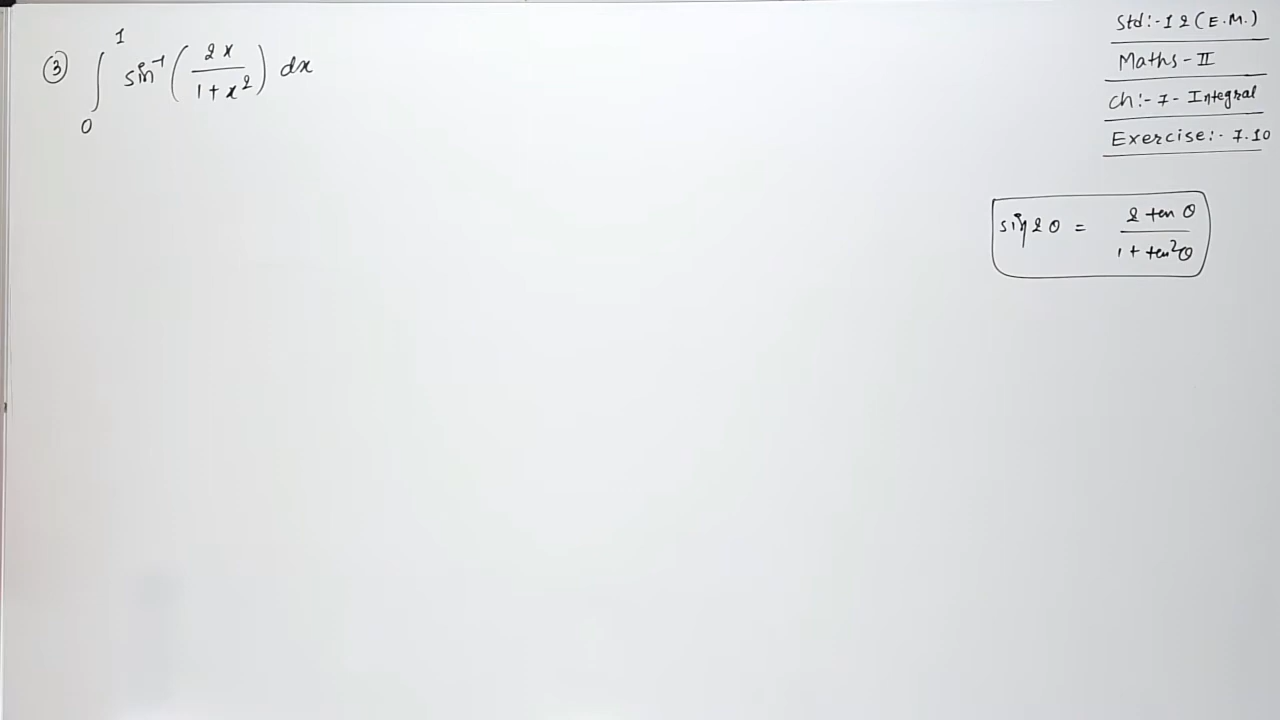 ③ ∫₀¹ sin⁻¹ (2x / 1 + x²) dx
Std:- 12 (E.M.)
Maths - II
Ch:- 7 - Integral
Exercise:- 7.10
sin 2θ = 2 tan θ / 1 + tan²θ